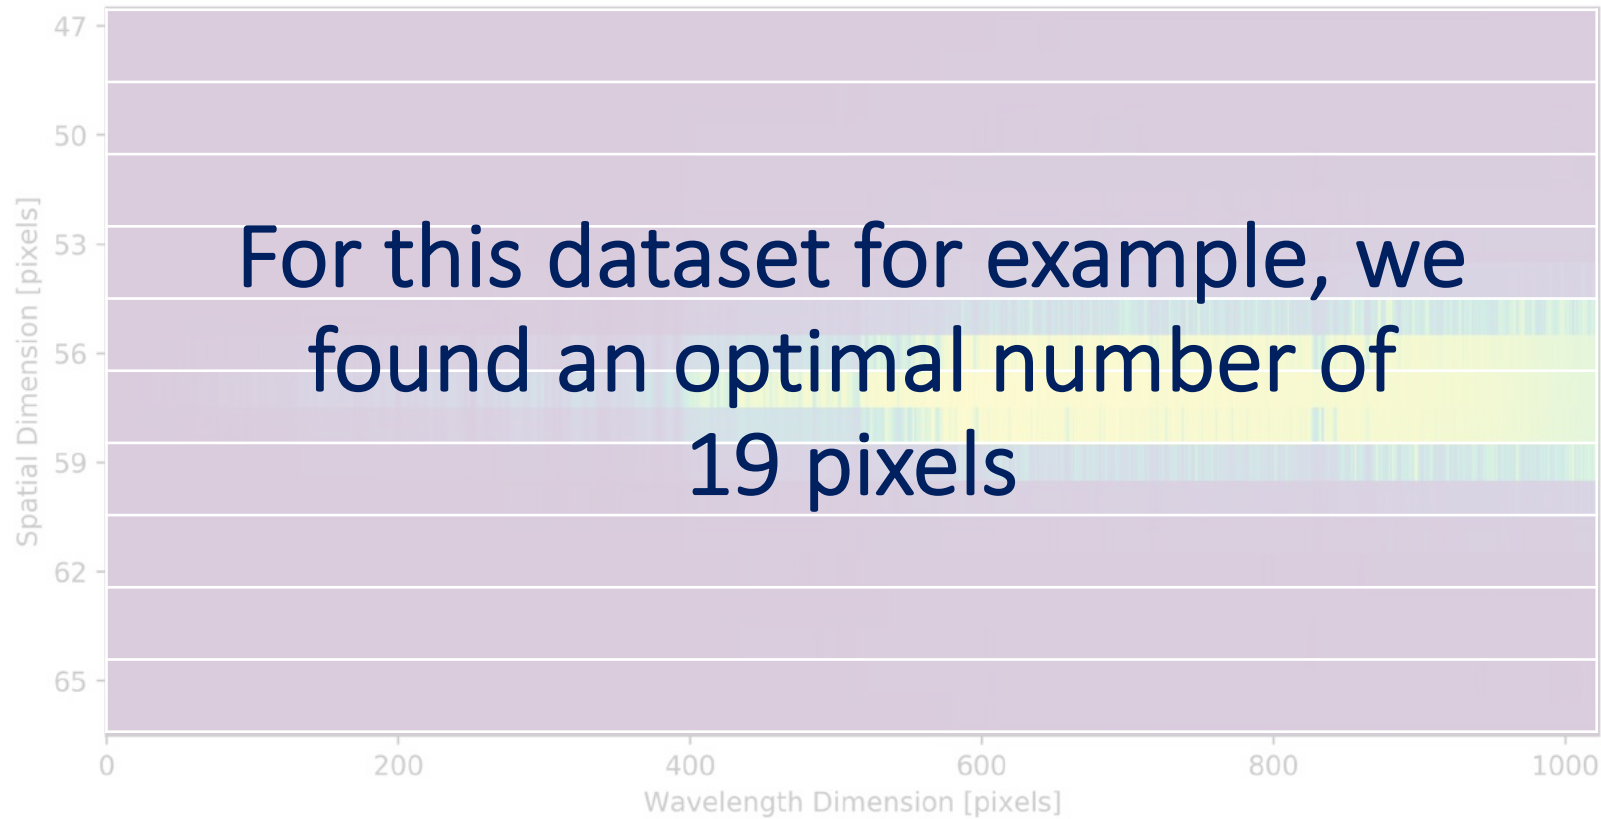 47
50
53
56
59
62
65
Spatial Dimension [pixels]
For this dataset for example, we
found an optimal number of
19 pixels
0 200 400 600 800 1000
Wavelength Dimension [pixels]